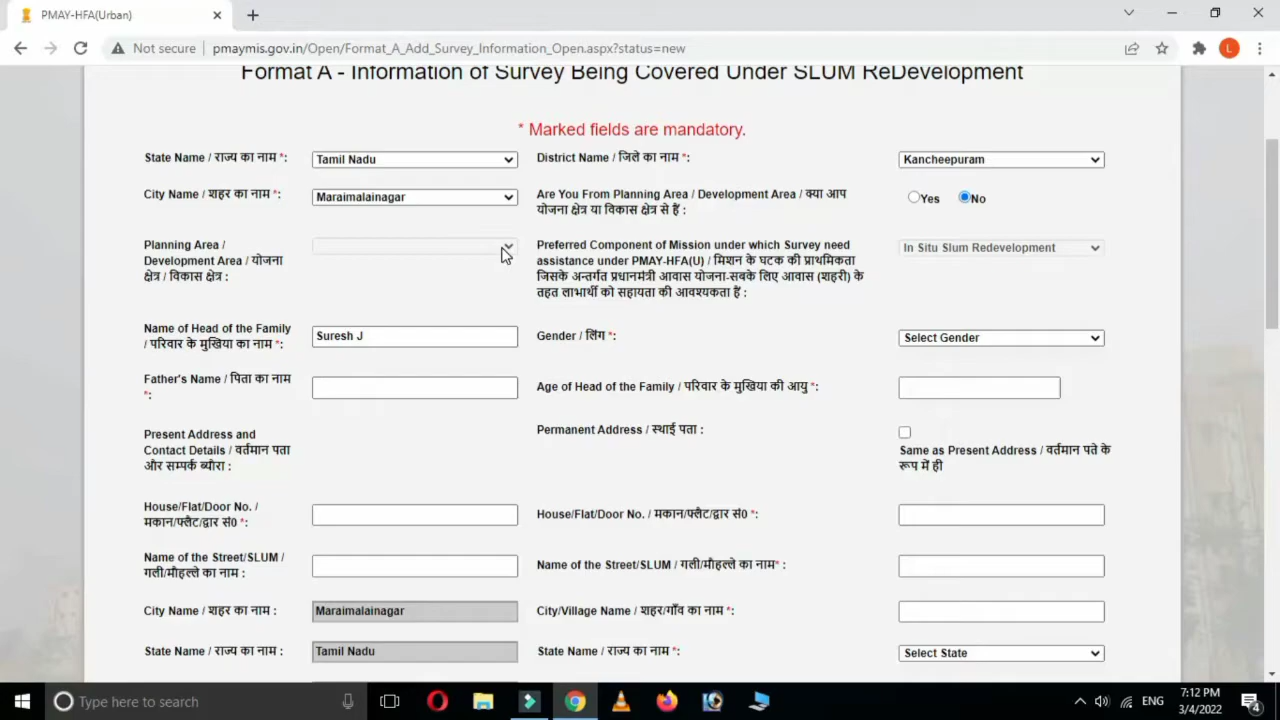 PMAY-HFA(Urban)
Not secure
pmaymis.gov.in/Open/Format_A_Add_Survey_Information_Open.aspx?status=new
L
Format A - Information of Survey Being Covered Under SLUM ReDevelopment
* Marked fields are mandatory.
State Name / राज्य का नाम *:
Tamil Nadu
District Name / जिले का नाम *:
Kancheepuram
City Name / शहर का नाम *:
Maraimalainagar
Are You From Planning Area / Development Area / क्या आप
योजना क्षेत्र या विकास क्षेत्र से हैं :
Yes
No
Planning Area /
Development Area / योजना
क्षेत्र / विकास क्षेत्र :
Preferred Component of Mission under which Survey need
assistance under PMAY-HFA(U) / मिशन के घटक की प्राथमिकता
जिसके अन्तर्गत प्रधानमंत्री आवास योजना-सबके लिए आवास (शहरी) के
तहत लाभार्थी को सहायता की आवश्यकता हैं :
In Situ Slum Redevelopment
Name of Head of the Family
/ परिवार के मुखिया का नाम *:
Suresh J
Gender / लिंग *:
Select Gender
Father's Name / पिता का नाम
*:
Age of Head of the Family / परिवार के मुखिया की आयु *:
Present Address and
Contact Details / वर्तमान पता
और सम्पर्क ब्यौरा :
Permanent Address / स्थाई पता :
Same as Present Address / वर्तमान पते के
रूप में ही
House/Flat/Door No. /
मकान/फ्लैट/द्वार सं0 *:
House/Flat/Door No. / मकान/फ्लैट/द्वार सं0 *:
Name of the Street/SLUM /
गली/मौहल्ले का नाम :
Name of the Street/SLUM / गली/मौहल्ले का नाम* :
City Name / शहर का नाम :
Maraimalainagar
City/Village Name / शहर/गाँव का नाम *:
State Name / राज्य का नाम :
Tamil Nadu
State Name / राज्य का नाम *:
Select State
Type here to search
ENG
7:12 PM
3/4/2022
4